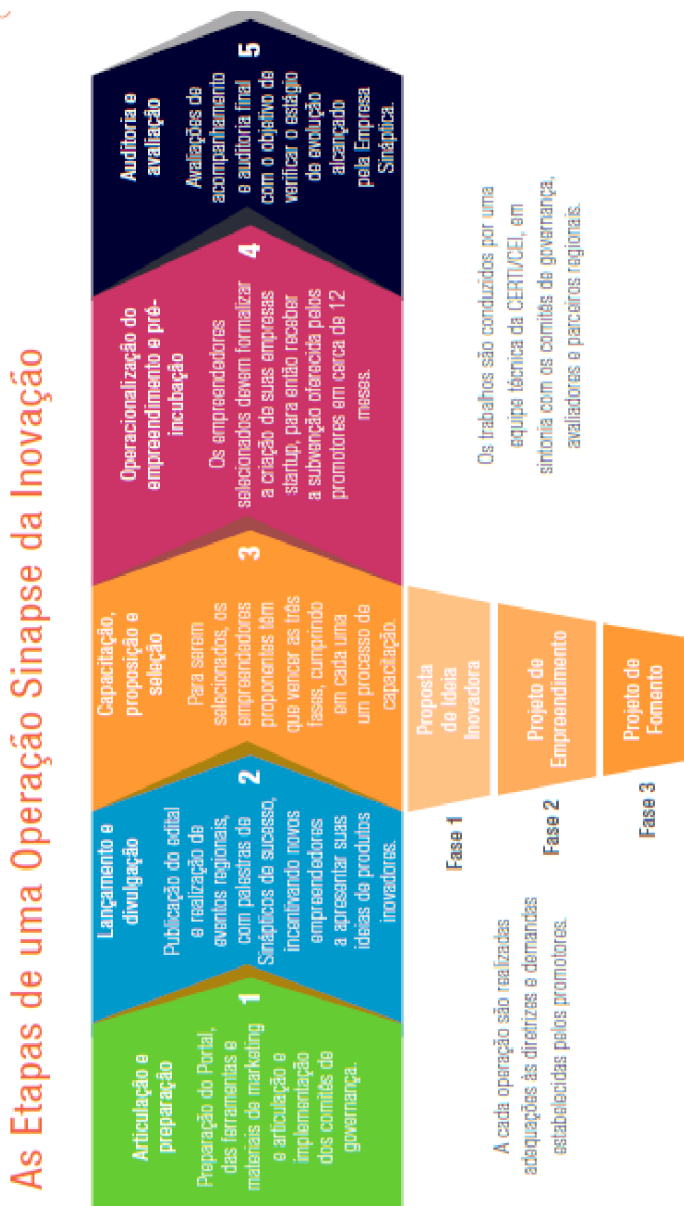 As Etapas de uma Operação Sinapse da Inovação
Articulação e
preparação
Preparação do Portal,
das ferramentas e
materiais de marketing
e articulação e
implementação
dos comitês de
governança.
1
Lançamento e
divulgação
Publicação do edital
e realização de
eventos regionais,
com palestras de
Sinápticos de sucesso,
incentivando novos
empreendedores
a apresentar suas
ideias de produtos
inovadores.
2
Capacitação,
proposição e
seleção
Para serem
selecionados, os
empreendedores
proponentes têm
que vencer as três
fases, cumprindo
em cada uma
um processo de
capacitação.
3
Operacionalização do
empreendimento e pré-
incubação
Os empreendedores
selecionados devem formalizar
a criação de suas empresas
startup, para então receber
a subvenção oferecida pelos
promotores em cerca de 12
meses.
4
Auditoria e
avaliação
Avaliações de
acompanhamento
e auditoria final
com o objetivo de
verificar o estágio
de evolução
alcançado
pela Empresa
Sináptica.
5
A cada operação são realizadas
adequações às diretrizes e demandas
estabelecidas pelos promotores.
Fase 1
Proposta
de Ideia
Inovadora
Fase 2
Projeto de
Empreendimento
Fase 3
Projeto de
Fomento
Os trabalhos são conduzidos por uma
equipe técnica da CERTI/CEI, em
sintonia com os comitês de governança,
avaliadores e parceiros regionais.